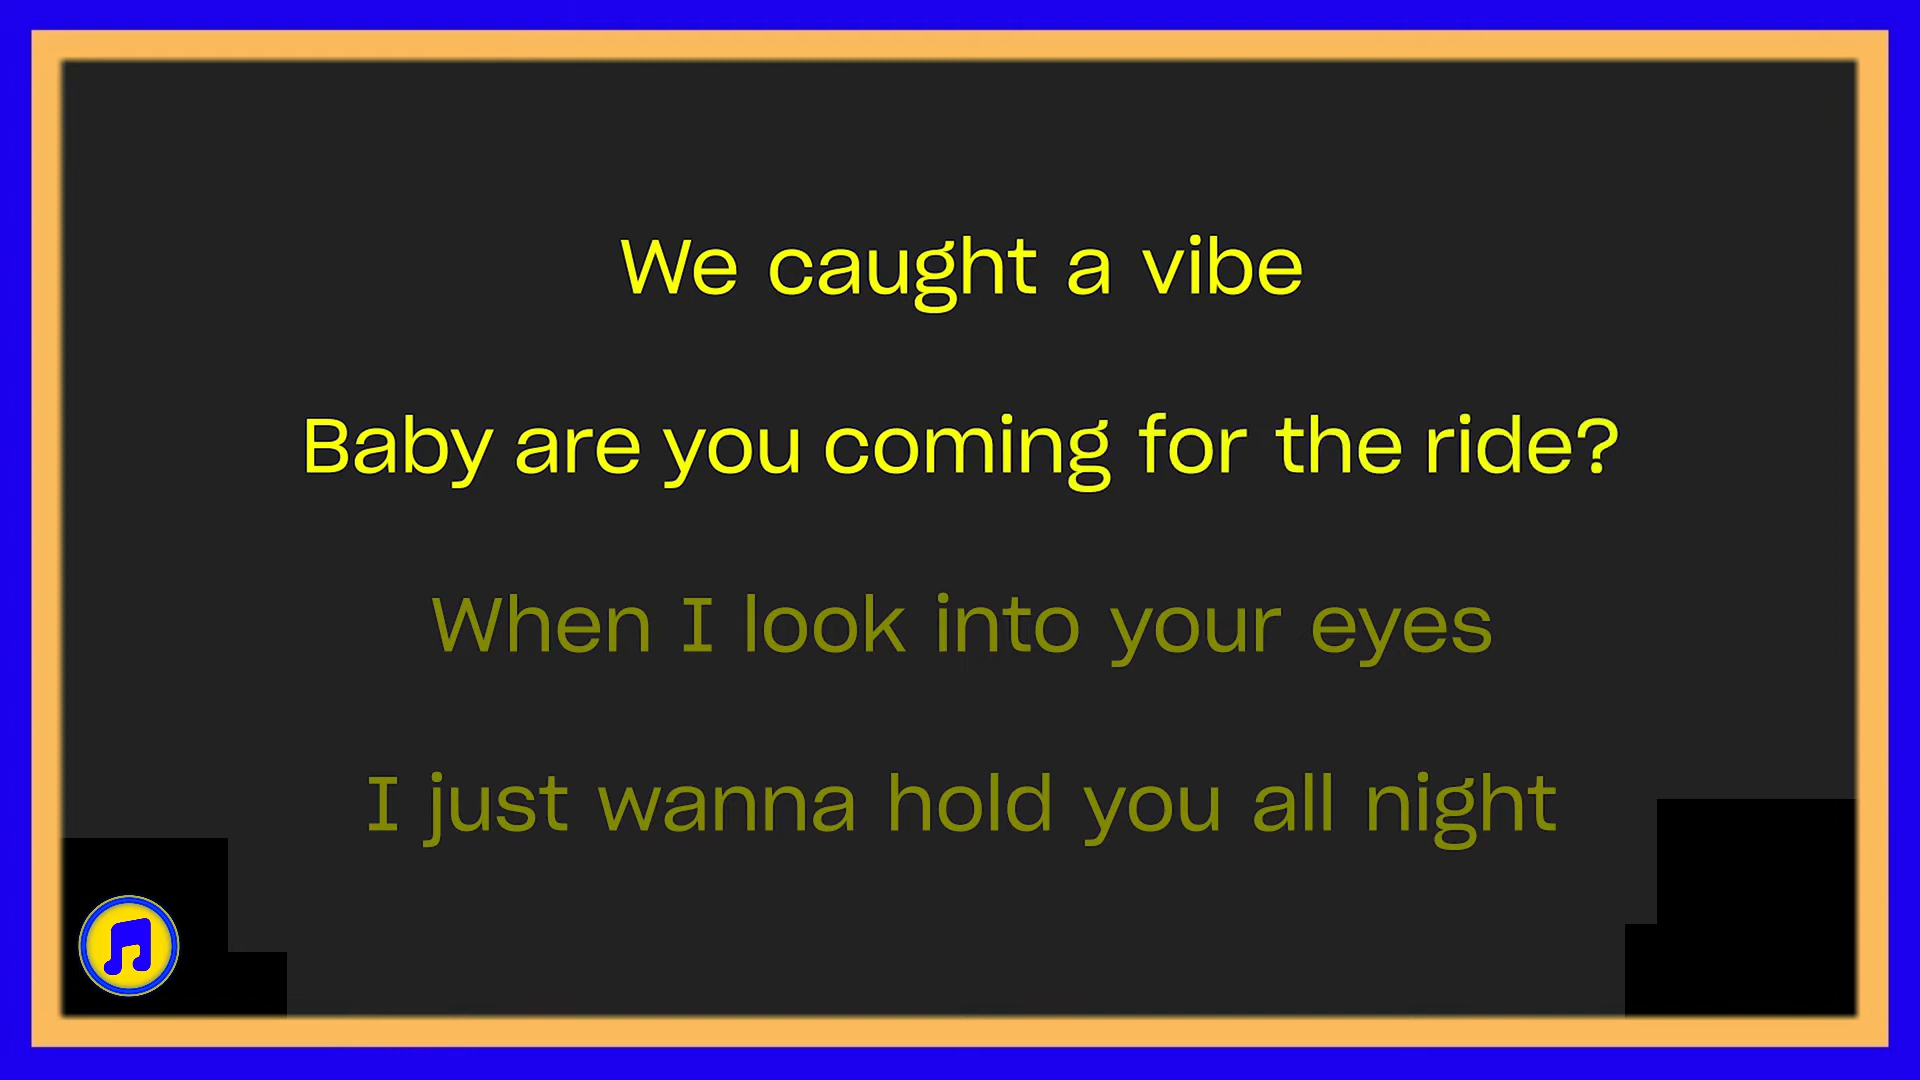 We caught a vibe
Baby are you coming for the ride?
When I look into your eyes
I just wanna hold you all night